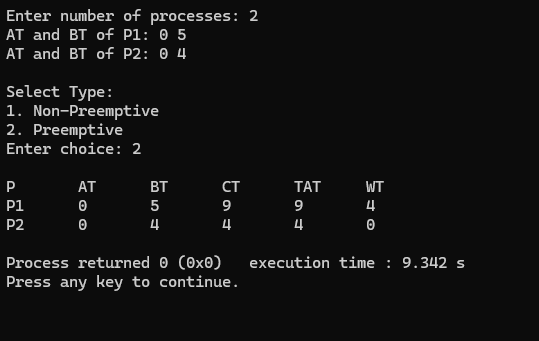 Enter number of processes: 2
AT and BT of P1: 0 5
AT and BT of P2: 0 4
Select Type:
1. Non-Preemptive
2. Preemptive
Enter choice: 2
P AT BT CT TAT WT
P1 0 5 9 9 4
P2 0 4 4 4 0
Process returned 0 (0x0) execution time : 9.342 s
Press any key to continue.